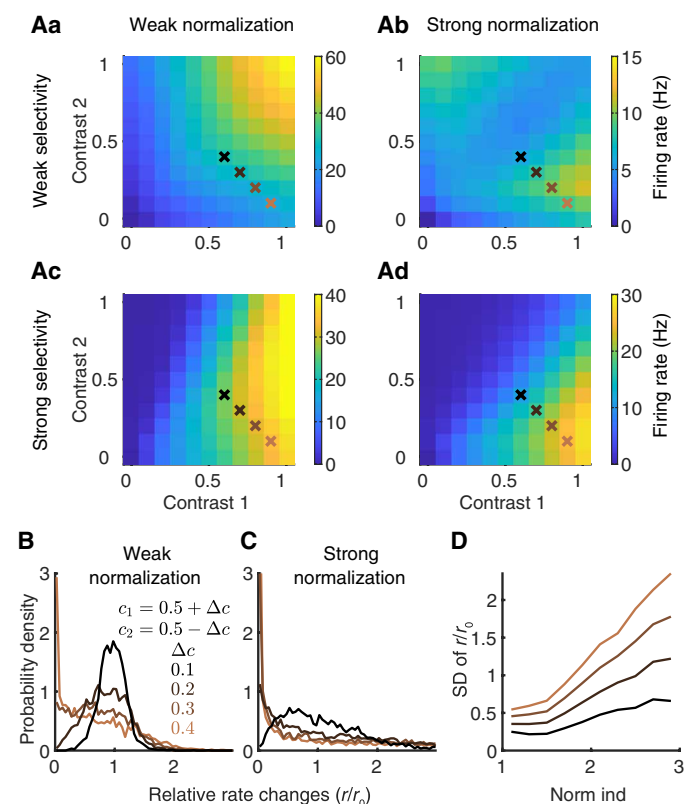 Aa Weak normalization
Ab Strong normalization
Weak selectivity
Contrast 2
1
0.5
0
0 0.5 1
60
40
20
0
0 0.5 1
15
10
5
0
Firing rate (Hz)
Ac
Ad
Strong selectivity
Contrast 2
1
0.5
0
0 0.5 1
Contrast 1
40
30
20
10
0
0 0.5 1
Contrast 1
30
20
10
0
Firing rate (Hz)
B Weak normalization
Probability density
3
2
1
0
c₁ = 0.5 + Δc
c₂ = 0.5 − Δc
Δc
0.1
0.2
0.3
0.4
0 1 2
C Strong normalization
3
2
1
0
0 1 2
Relative rate changes (r/r₀)
D
SD of r/r₀
2
1.5
1
0.5
0
1 2 3
Norm ind